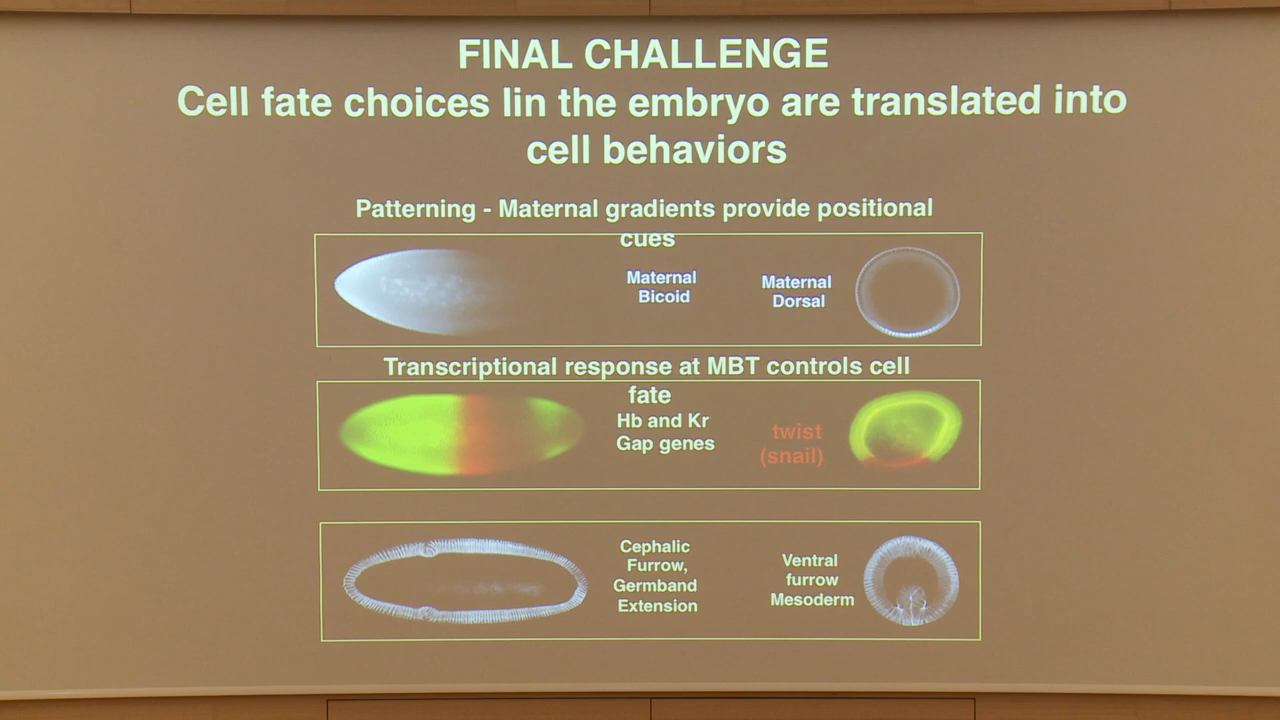 FINAL CHALLENGE
Cell fate choices Iin the embryo are translated into
cell behaviors
Patterning - Maternal gradients provide positional
cues
Maternal
Bicoid
Maternal
Dorsal
Transcriptional response at MBT controls cell
fate
Hb and Kr
Gap genes
twist
(snail)
Cephalic
Furrow,
Germband
Extension
Ventral
furrow
Mesoderm